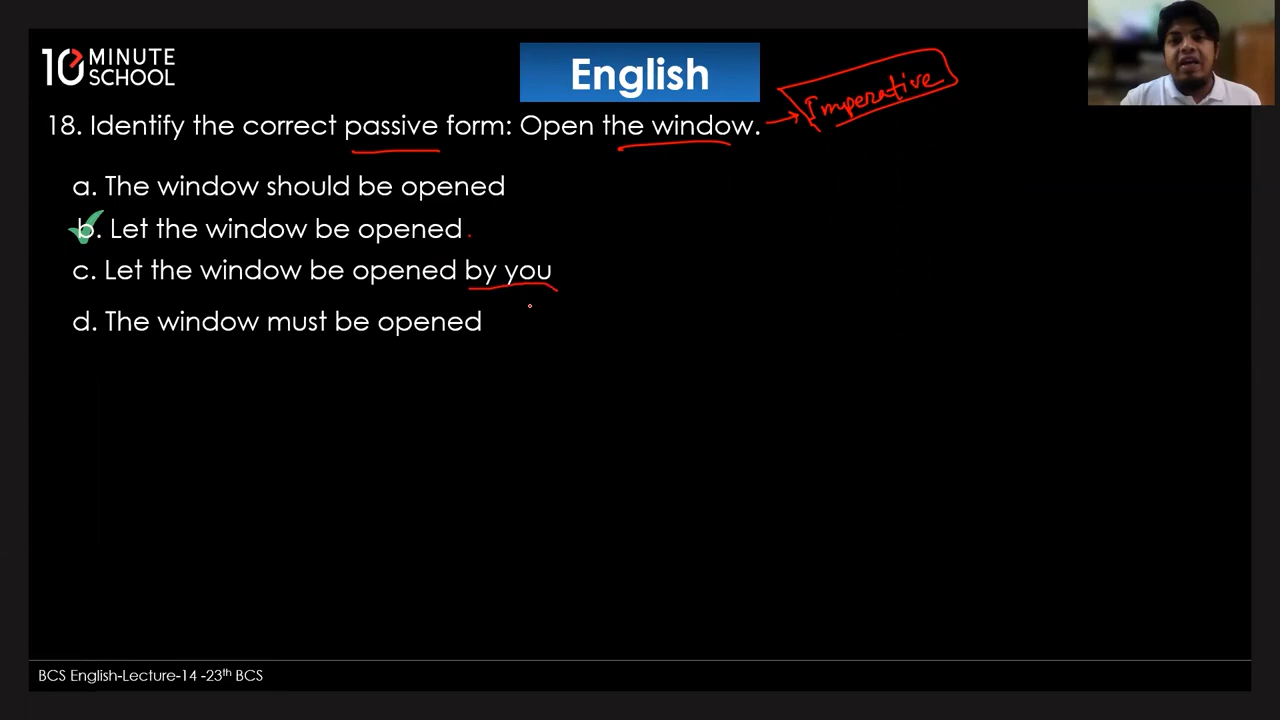 10 MINUTE SCHOOL
English
Imperative
18. Identify the correct passive form: Open the window.
a. The window should be opened
b. Let the window be opened.
c. Let the window be opened by you
d. The window must be opened
BCS English-Lecture-14 -23th BCS